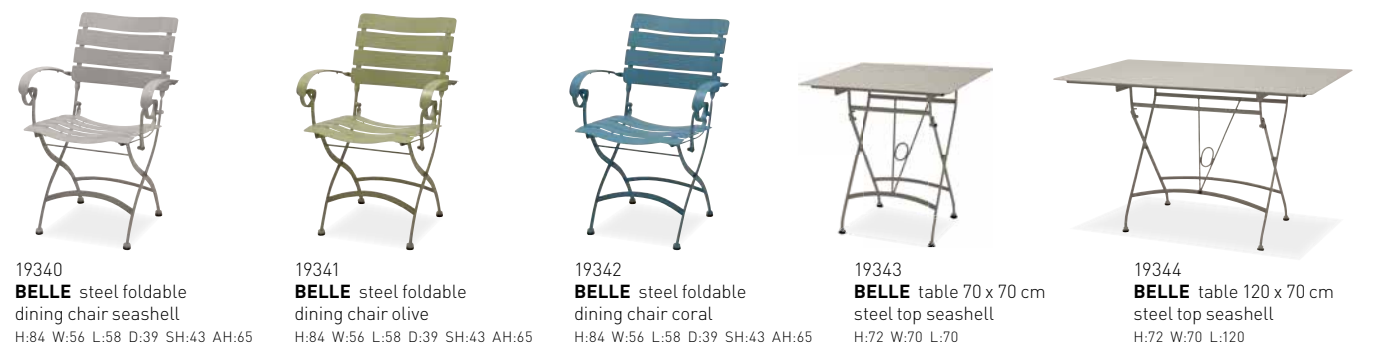 19340
BELLE steel foldable
dining chair seashell
H:84 W:56 L:58 D:39 SH:43 AH:65
19341
BELLE steel foldable
dining chair olive
H:84 W:56 L:58 D:39 SH:43 AH:65
19342
BELLE steel foldable
dining chair coral
H:84 W:56 L:58 D:39 SH:43 AH:65
19343
BELLE table 70 x 70 cm
steel top seashell
H:72 W:70 L:70
19344
BELLE table 120 x 70 cm
steel top seashell
H:72 W:70 L:120